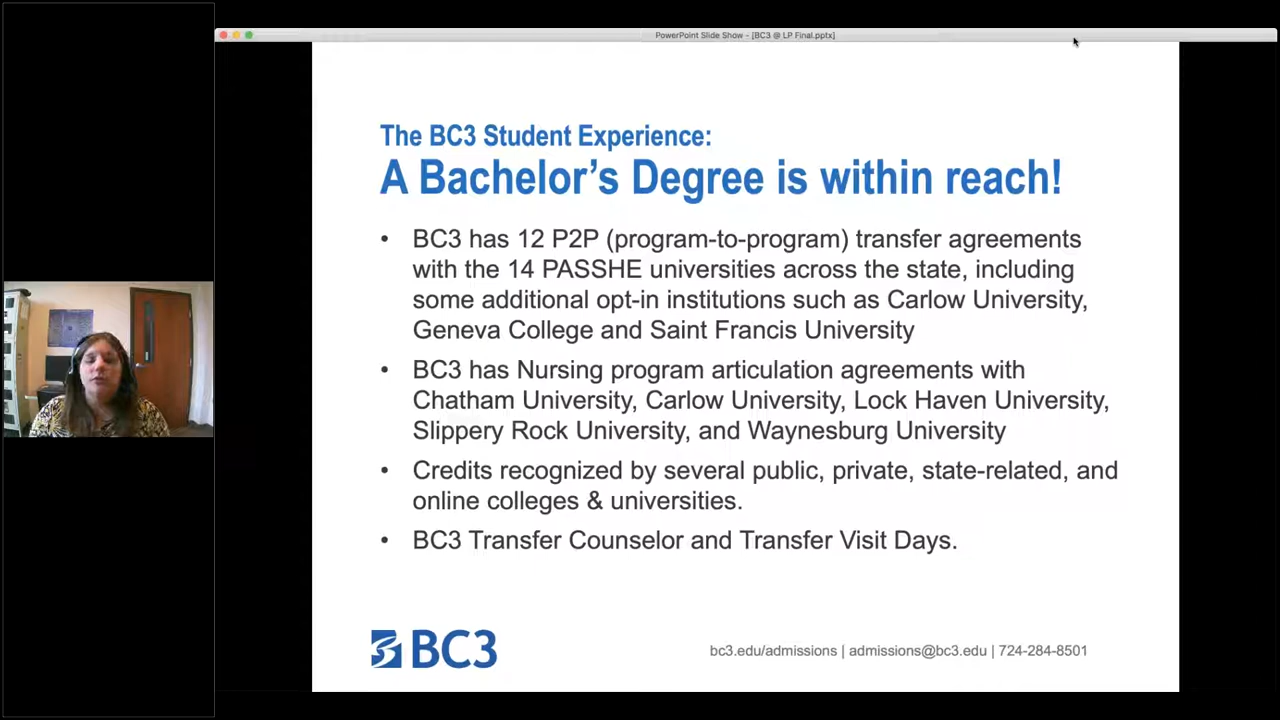 PowerPoint Slide Show - [BC3 @ LP Final.pptx]
The BC3 Student Experience:
A Bachelor’s Degree is within reach!
• BC3 has 12 P2P (program-to-program) transfer agreements
with the 14 PASSHE universities across the state, including
some additional opt-in institutions such as Carlow University,
Geneva College and Saint Francis University
• BC3 has Nursing program articulation agreements with
Chatham University, Carlow University, Lock Haven University,
Slippery Rock University, and Waynesburg University
• Credits recognized by several public, private, state-related, and
online colleges & universities.
• BC3 Transfer Counselor and Transfer Visit Days.
BC3
bc3.edu/admissions | admissions@bc3.edu | 724-284-8501